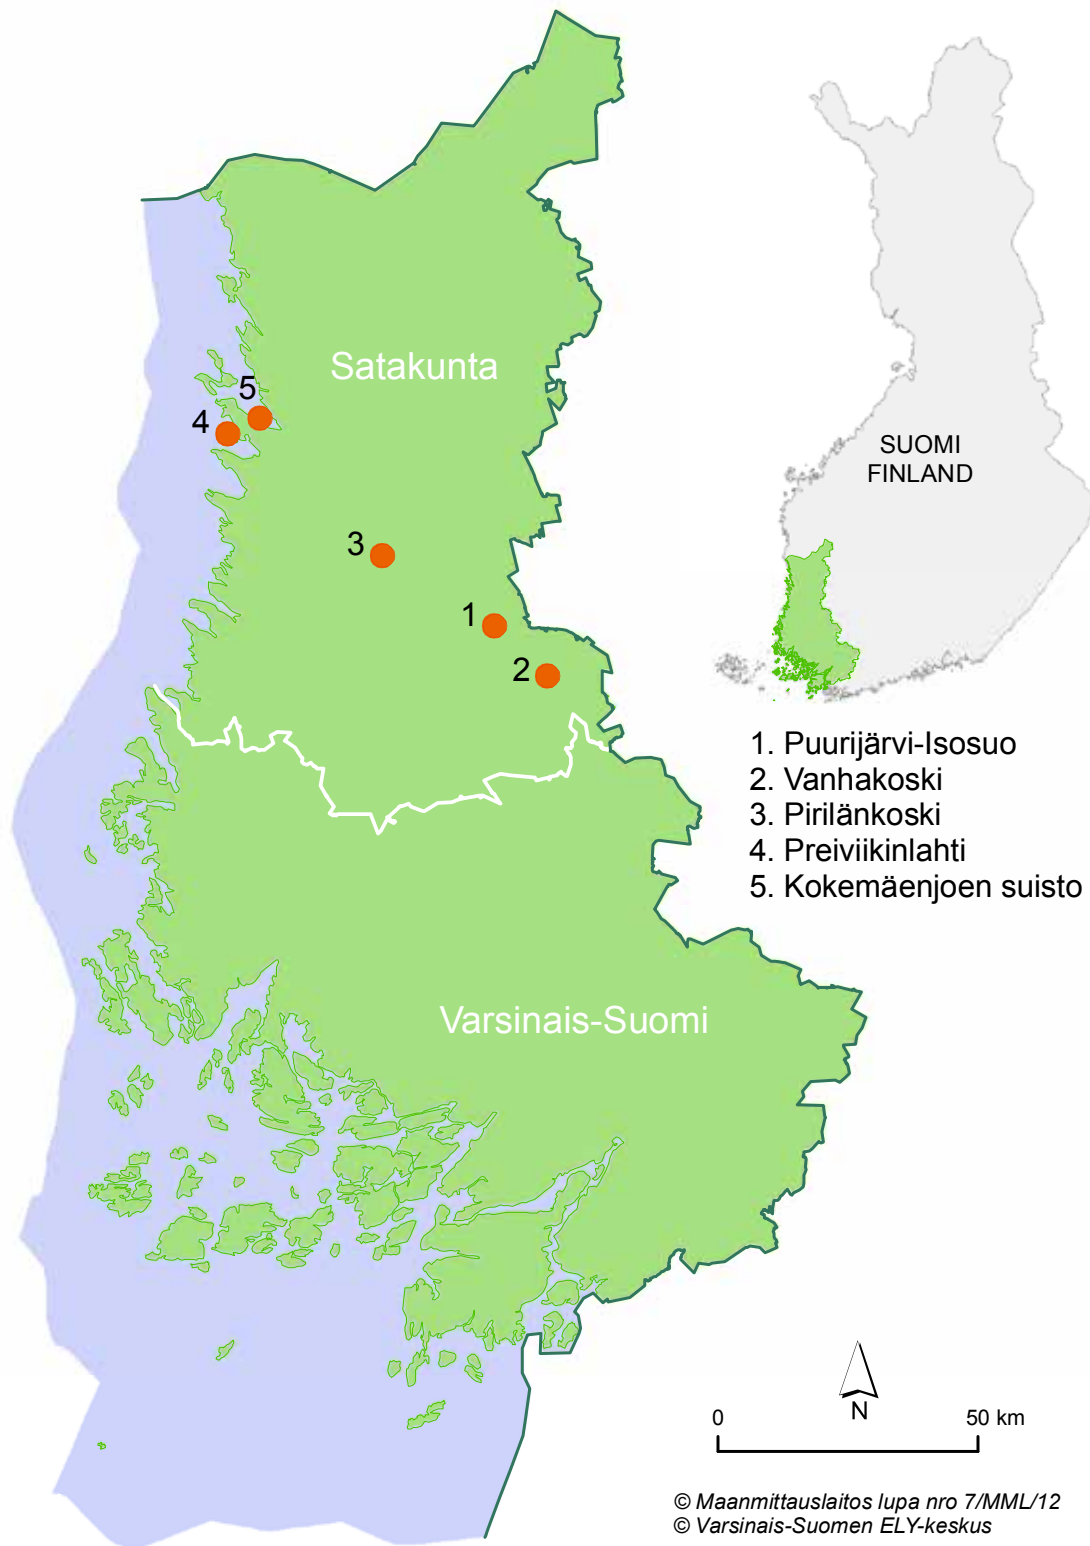 Satakunta
5
4
3
1
2
Varsinais-Suomi
SUOMI
FINLAND
1. Puurijärvi-Isosuo
2. Vanhakoski
3. Pirilänkoski
4. Preiviikinlahti
5. Kokemäenjoen suisto
N
0 50 km
© Maanmittauslaitos lupa nro 7/MML/12
© Varsinais-Suomen ELY-keskus